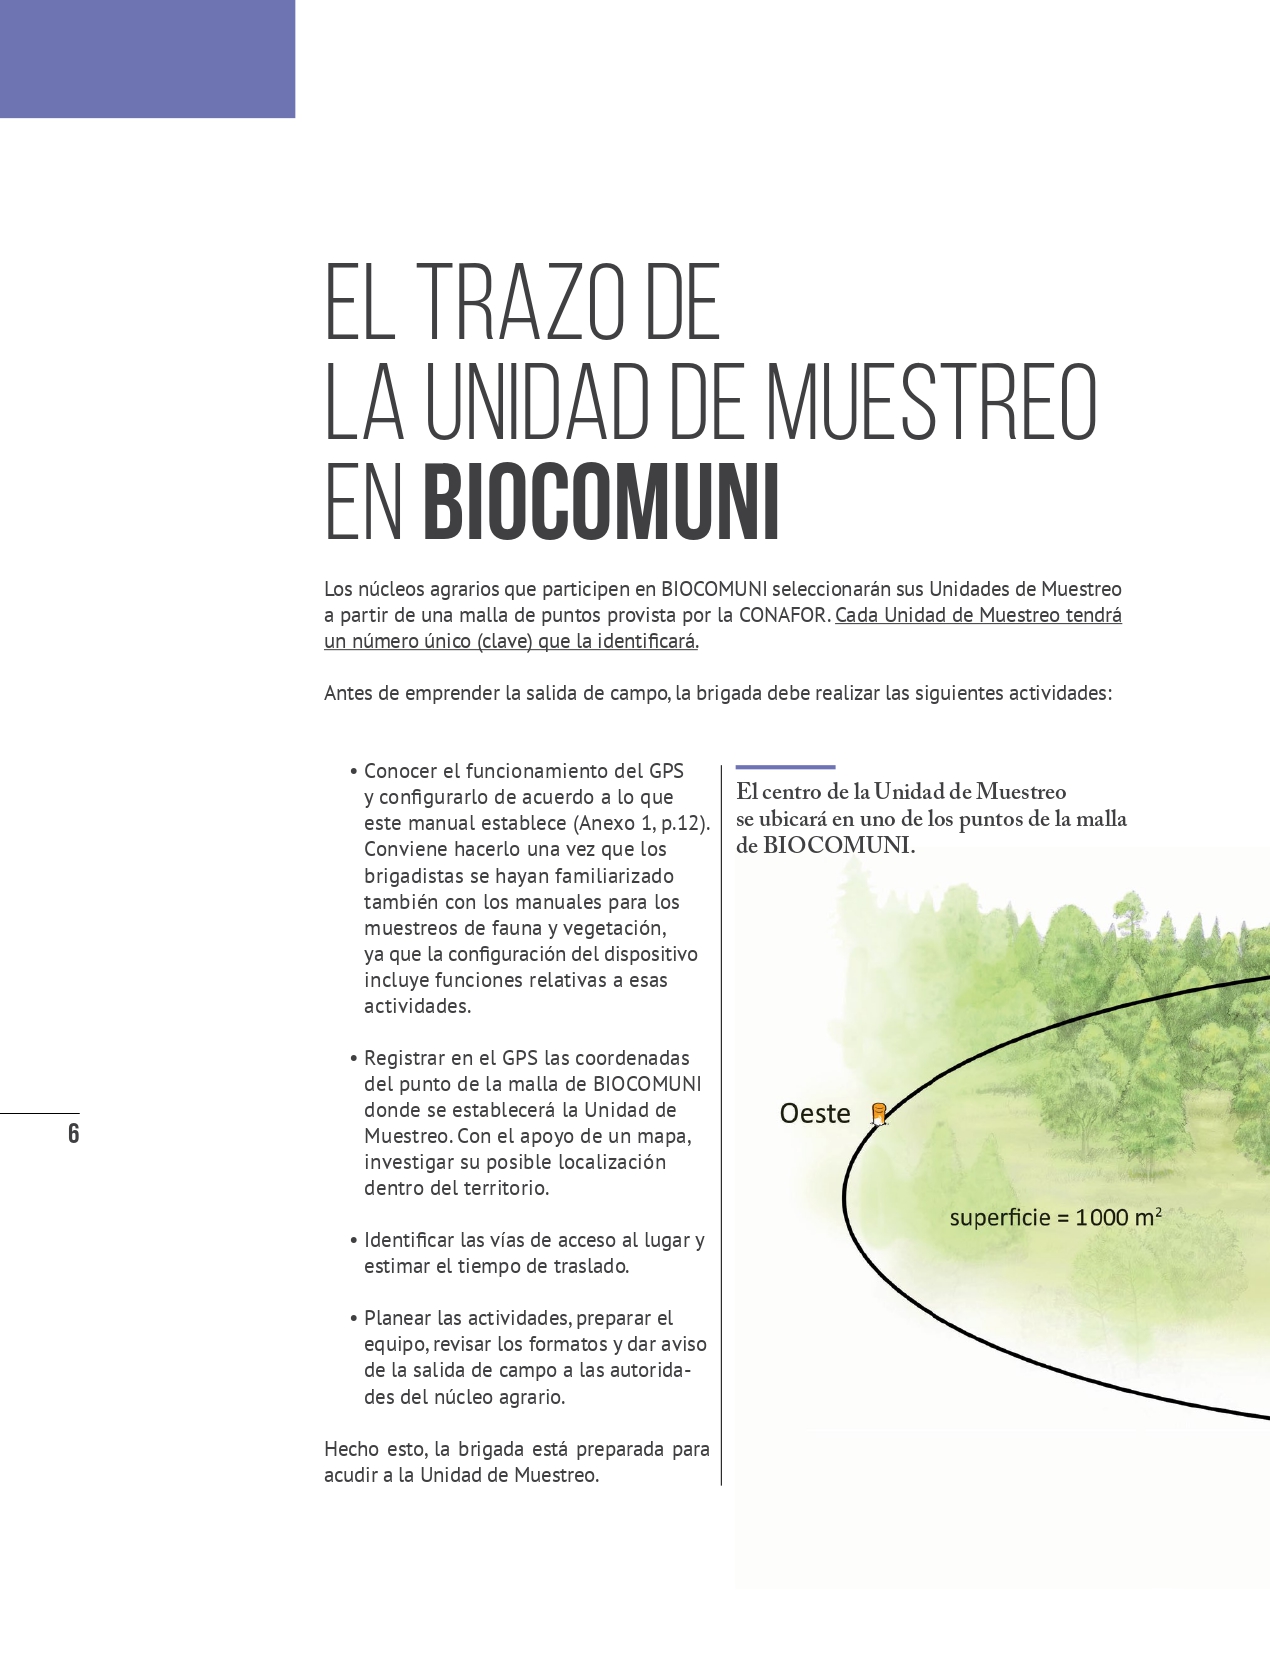 EL TRAZO DE
LA UNIDAD DE MUESTREO
EN BIOCOMUNI
Los núcleos agrarios que participen en BIOCOMUNI seleccionarán sus Unidades de Muestreo
a partir de una malla de puntos provista por la CONAFOR. Cada Unidad de Muestreo tendrá
un número único (clave) que la identificará.
Antes de emprender la salida de campo, la brigada debe realizar las siguientes actividades:
• Conocer el funcionamiento del GPS
y configurarlo de acuerdo a lo que
este manual establece (Anexo 1, p.12).
Conviene hacerlo una vez que los
brigadistas se hayan familiarizado
también con los manuales para los
muestreos de fauna y vegetación,
ya que la configuración del dispositivo
incluye funciones relativas a esas
actividades.
• Registrar en el GPS las coordenadas
del punto de la malla de BIOCOMUNI
donde se establecerá la Unidad de
Muestreo. Con el apoyo de un mapa,
investigar su posible localización
dentro del territorio.
• Identificar las vías de acceso al lugar y
estimar el tiempo de traslado.
• Planear las actividades, preparar el
equipo, revisar los formatos y dar aviso
de la salida de campo a las autorida-
des del núcleo agrario.
Hecho esto, la brigada está preparada para
acudir a la Unidad de Muestreo.
El centro de la Unidad de Muestreo
se ubicará en uno de los puntos de la malla
de BIOCOMUNI.
Oeste
superficie = 1000 m²
6